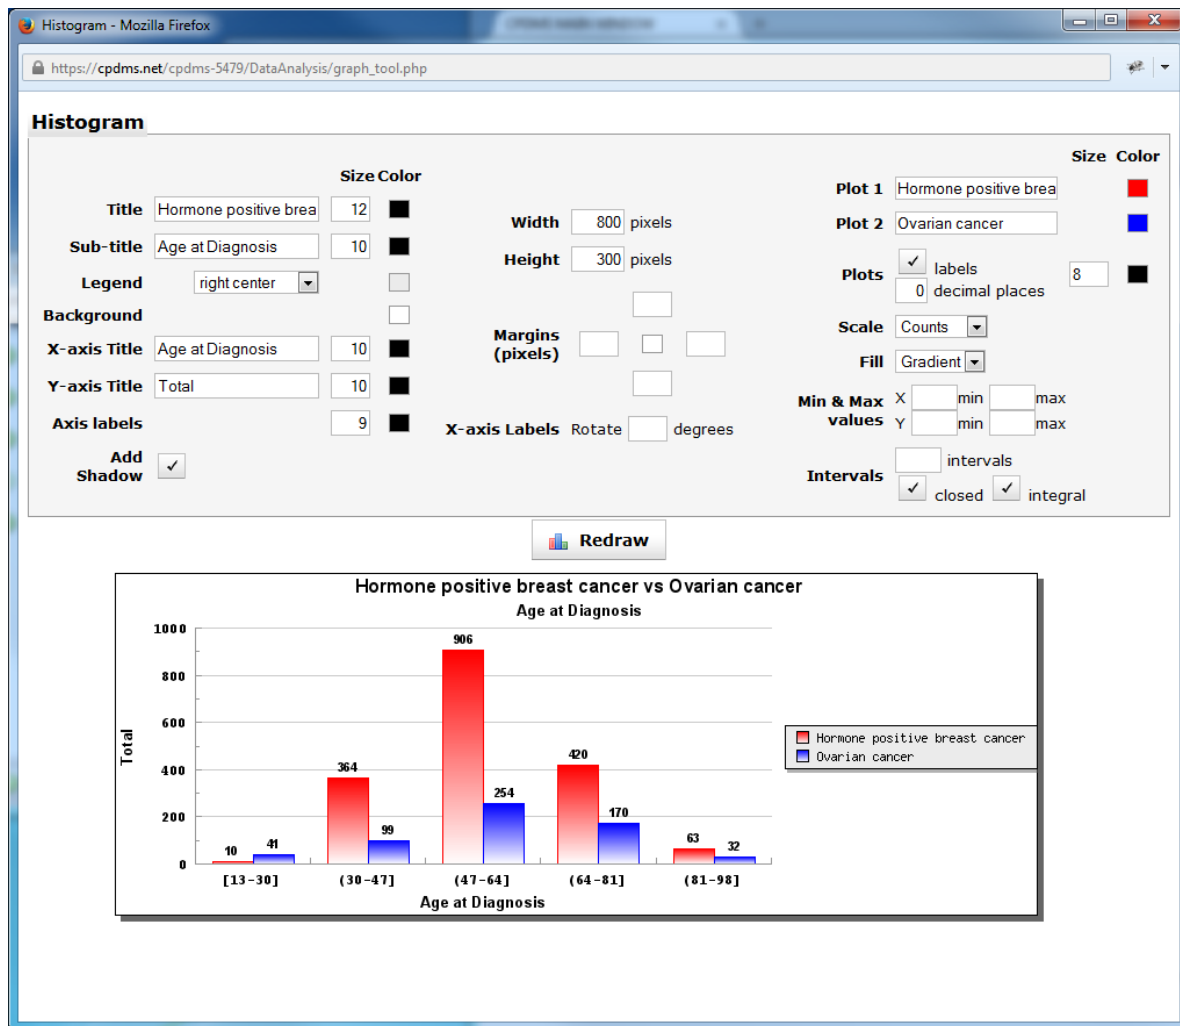 Histogram - Mozilla Firefox
https://cpdms.net/cpdms-5479/DataAnalysis/graph_tool.php
Histogram
Size Color
Title Hormone positive brea 12
Sub-title Age at Diagnosis 10
Legend right center
Background
X-axis Title Age at Diagnosis 10
Y-axis Title Total 10
Axis labels 9
Add
Shadow
Width 800 pixels
Height 300 pixels
Margins
(pixels)
X-axis Labels Rotate degrees
Size Color
Plot 1 Hormone positive brea
Plot 2 Ovarian cancer
Plots labels 8
0 decimal places
Scale Counts
Fill Gradient
Min & Max
values
X min max
Y min max
Intervals
intervals
closed integral
Redraw
Hormone positive breast cancer vs Ovarian cancer
Age at Diagnosis
Total
1000
800
600
400
200
0
10 41 364 99 906 254 420 170 63 32
[13-30] (30-47] (47-64] (64-81] (81-98]
Age at Diagnosis
Hormone positive breast cancer
Ovarian cancer